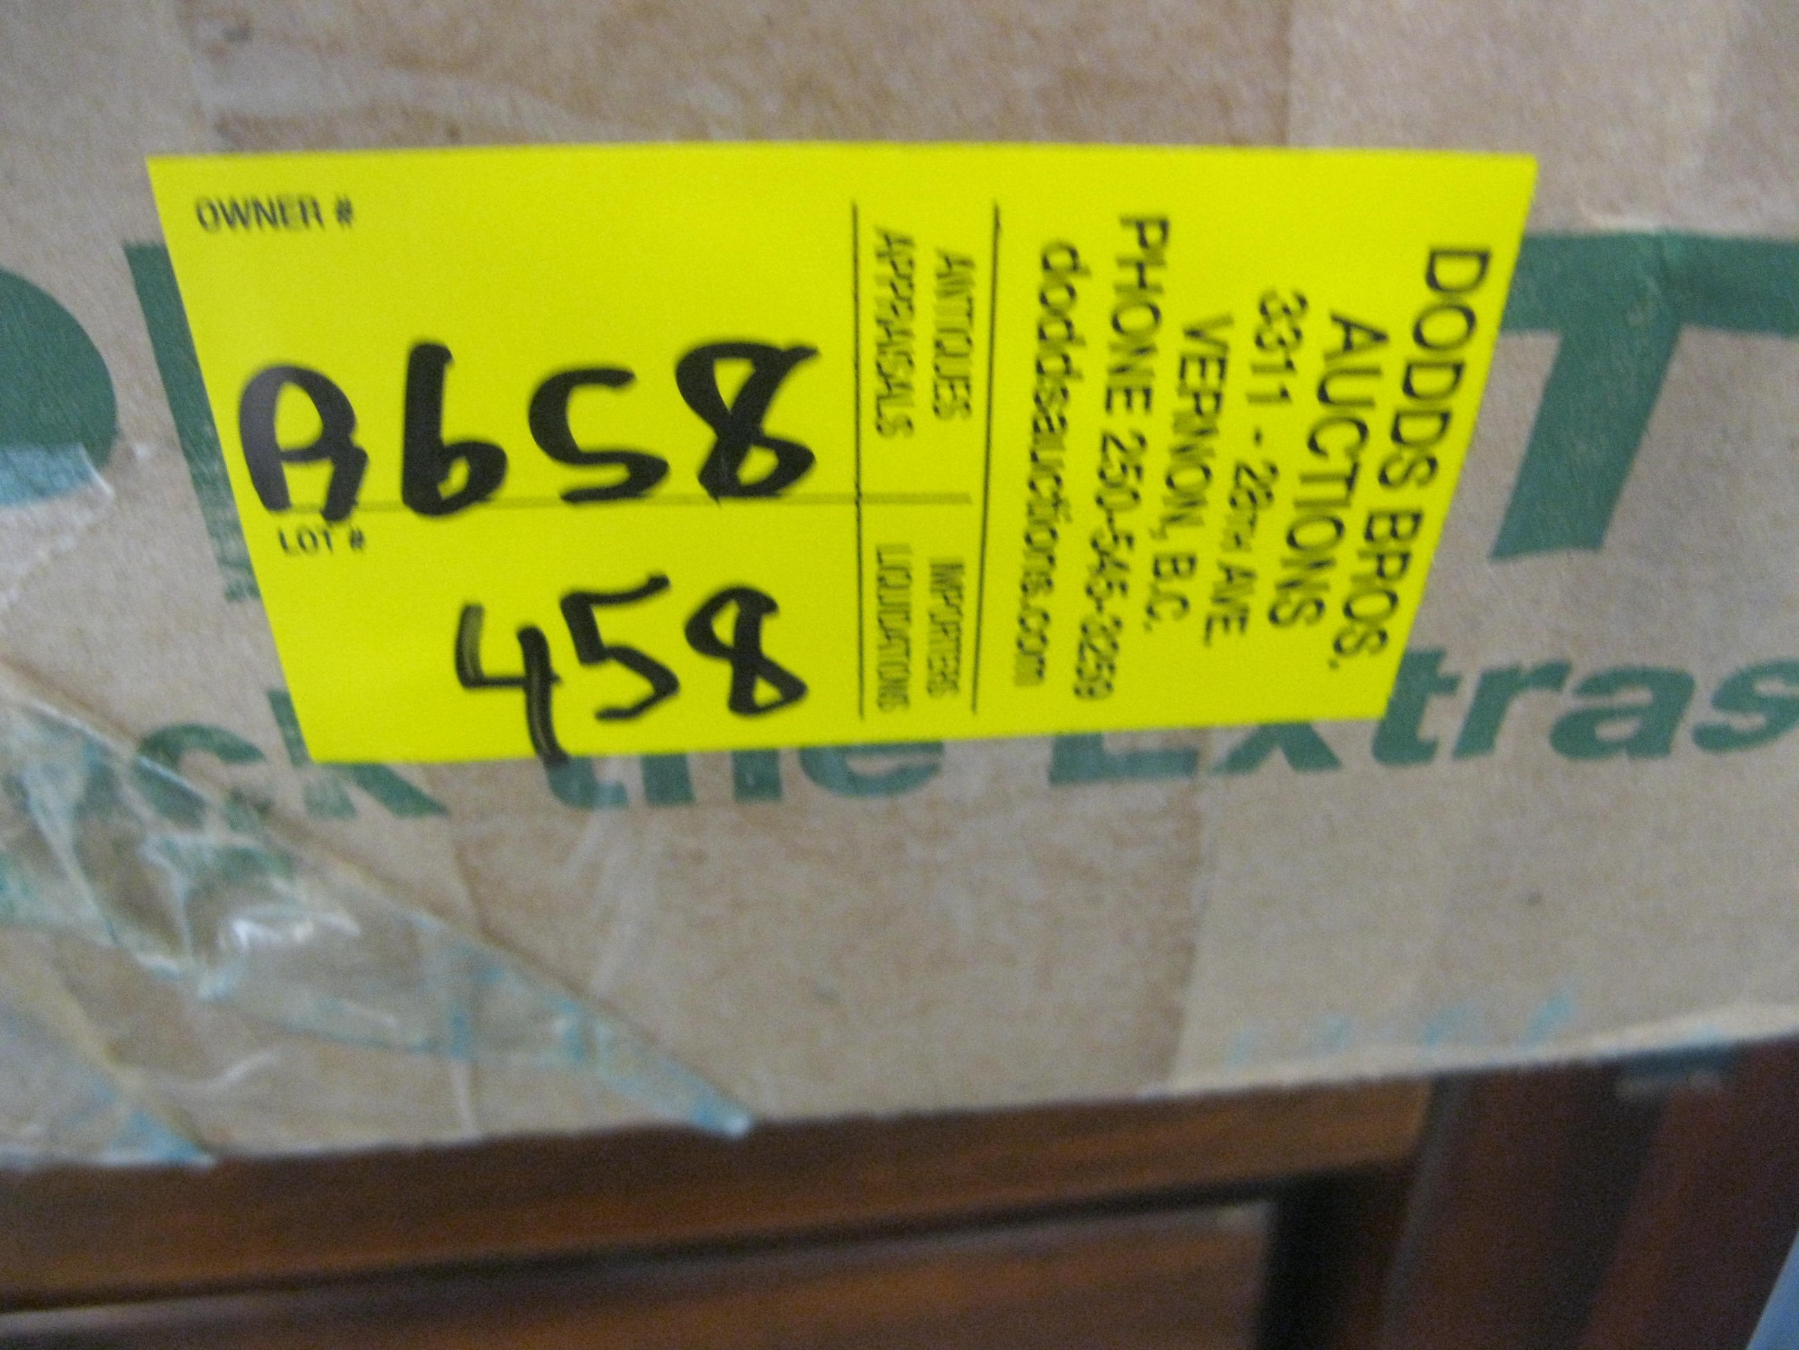 OWNER #
A658
LOT #
458
ANTIQUES
APPRAISALS
IMPORTERS
LIQUIDATIONS
DODDS BROS.
AUCTIONS
3311 - 28TH AVE
VERNON, B.C.
PHONE 250-545-3259
doddsauctions.com
the Extras